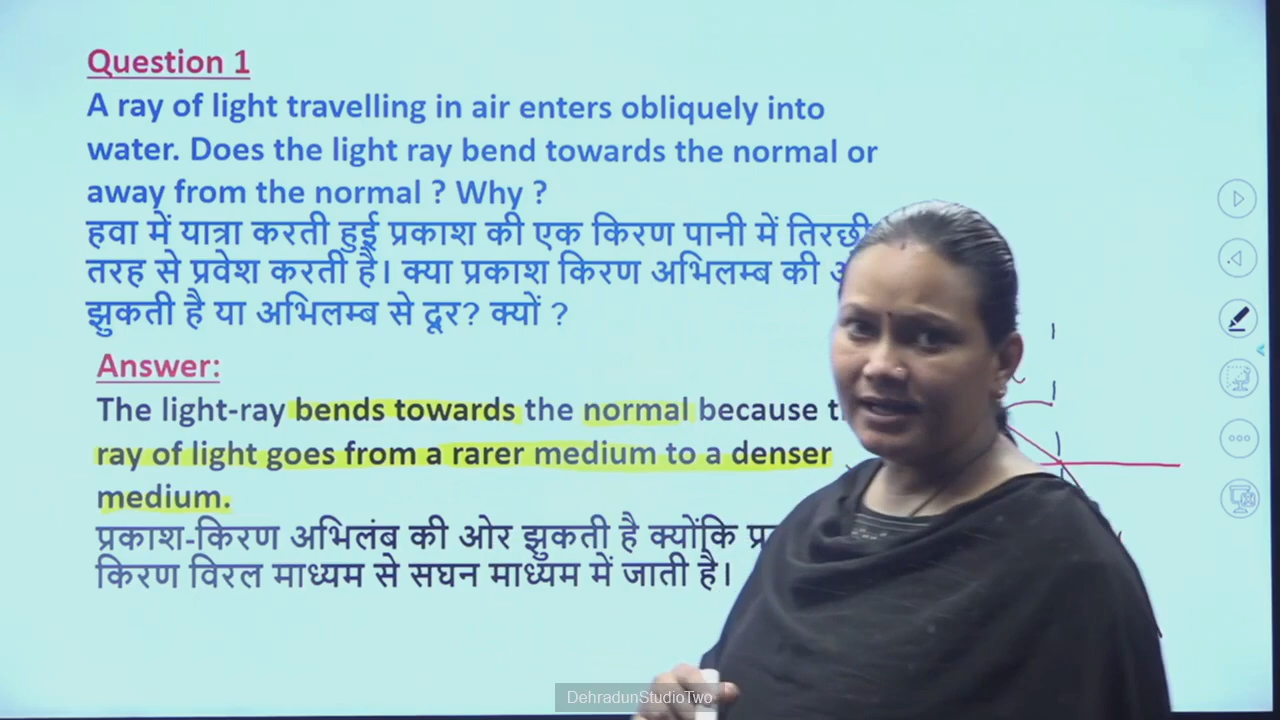 Question 1
A ray of light travelling in air enters obliquely into
water. Does the light ray bend towards the normal or
away from the normal ? Why ?
हवा में यात्रा करती हुई प्रकाश की एक किरण पानी में तिरछी
तरह से प्रवेश करती है। क्या प्रकाश किरण अभिलम्ब की
झुकती है या अभिलम्ब से दूर? क्यों ?
Answer:
The light-ray bends towards the normal because
ray of light goes from a rarer medium to a denser
medium.
प्रकाश-किरण अभिलंब की ओर झुकती है क्योंकि
किरण विरल माध्यम से सघन माध्यम में जाती है।
DehradunStudioTwo